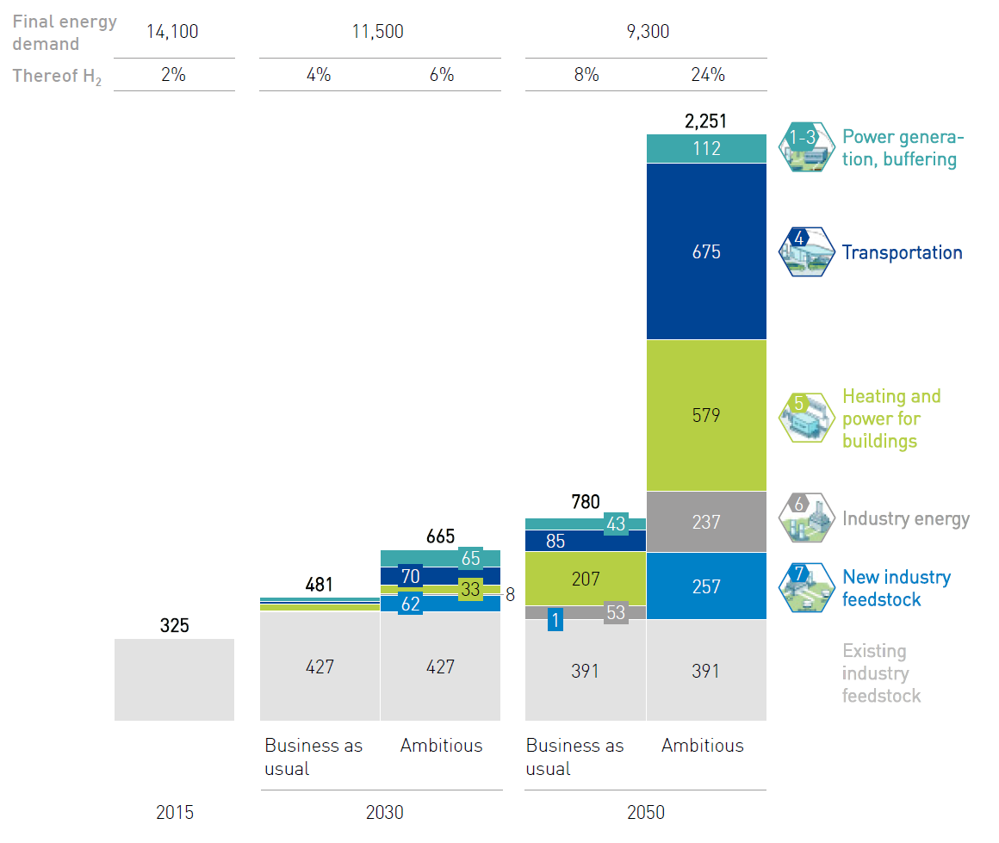 Final energy
demand
14,100
11,500
9,300
Thereof H₂
2%
4%
6%
8%
24%
2,251
112
1-3
Power genera-
tion, buffering
675
4
Transportation
579
5
Heating and
power for
buildings
780
43
237
6
Industry energy
665
85
65
481
70
207
33
8
62
53
1
257
7
New industry
feedstock
325
427
427
391
391
Existing
industry
feedstock
Business as
usual
Ambitious
Business as
usual
Ambitious
2015
2030
2050